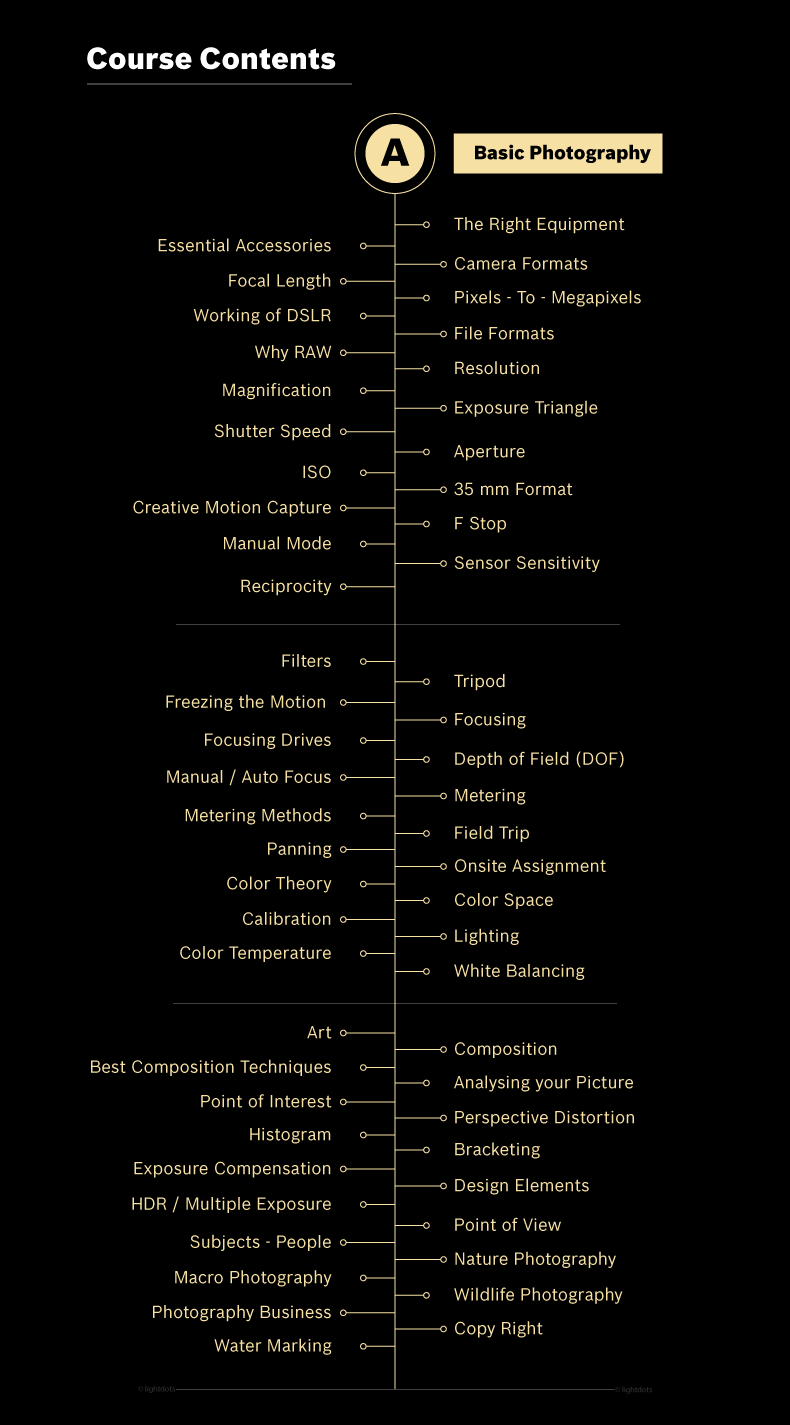 Course Contents
A
Basic Photography
The Right Equipment
Essential Accessories
Camera Formats
Focal Length
Pixels - To - Megapixels
Working of DSLR
File Formats
Why RAW
Resolution
Magnification
Exposure Triangle
Shutter Speed
Aperture
ISO
35 mm Format
Creative Motion Capture
F Stop
Manual Mode
Sensor Sensitivity
Reciprocity
Filters
Tripod
Freezing the Motion
Focusing
Focusing Drives
Depth of Field (DOF)
Manual / Auto Focus
Metering
Metering Methods
Field Trip
Panning
Onsite Assignment
Color Theory
Color Space
Calibration
Lighting
Color Temperature
White Balancing
Art
Composition
Best Composition Techniques
Analysing your Picture
Point of Interest
Perspective Distortion
Histogram
Bracketing
Exposure Compensation
Design Elements
HDR / Multiple Exposure
Point of View
Subjects - People
Nature Photography
Macro Photography
Wildlife Photography
Photography Business
Copy Right
Water Marking
© lightdots
© lightdots